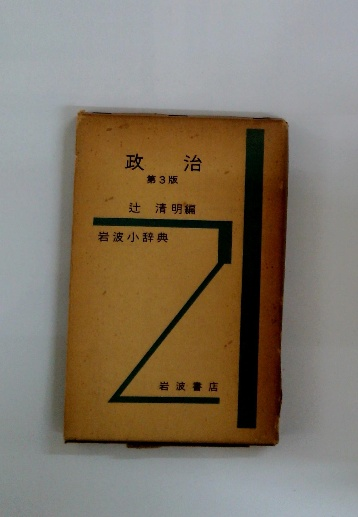 政治
第3版
辻 清明編
岩波小辞典
岩波書店